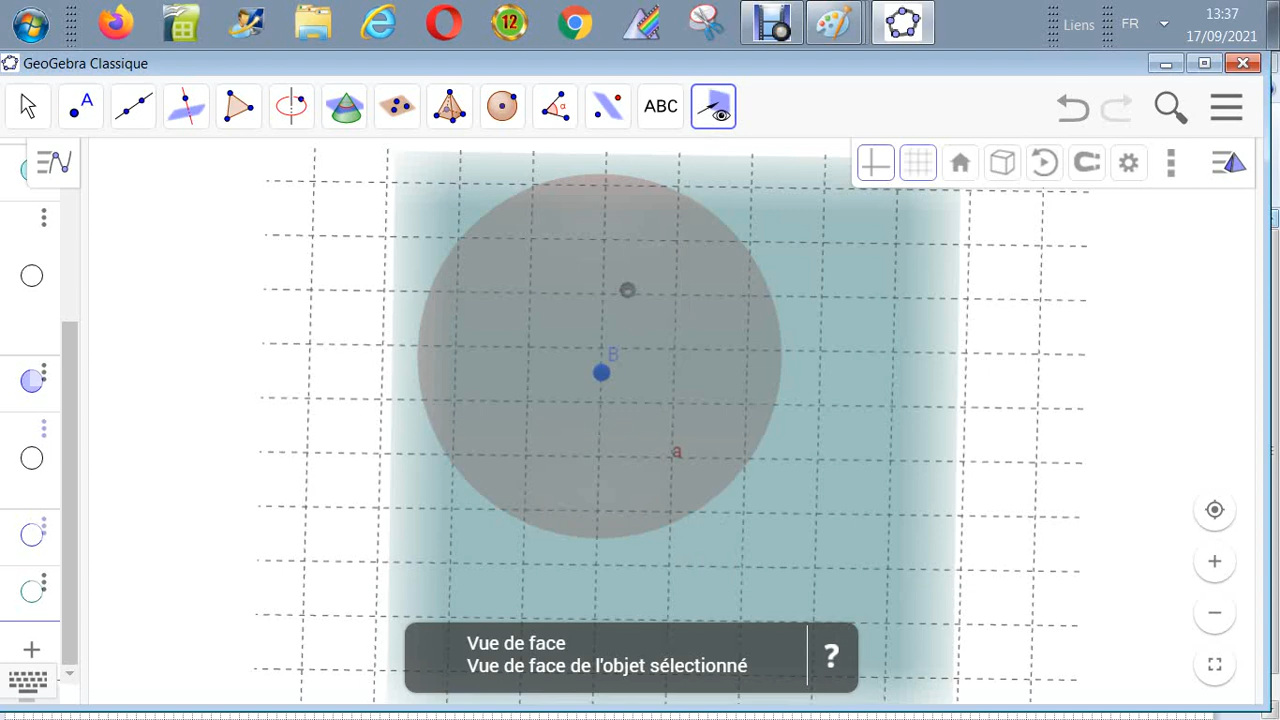 12
Liens
FR
13:37
17/09/2021
GeoGebra Classique
A
α
ABC
B
a
Vue de face
Vue de face de l'objet sélectionné
?